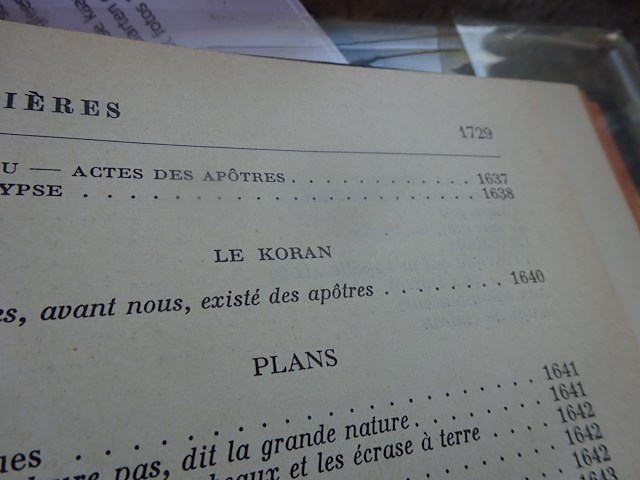 IÈRES
1729
U — ACTES DES APÔTRES . . . . . . . . . . . . 1637
YPSE . . . . . . . . . . . . . . . . . . . . . . 1638
LE KORAN
es, avant nous, existé des apôtres . . . . . . . . 1640
PLANS
ues . . . . . . . . . . . . . . . . . . . . 1641
pas, dit la grande nature . . . . . . . 1641
et les écrase à terre . . . . 1642
1642
1642